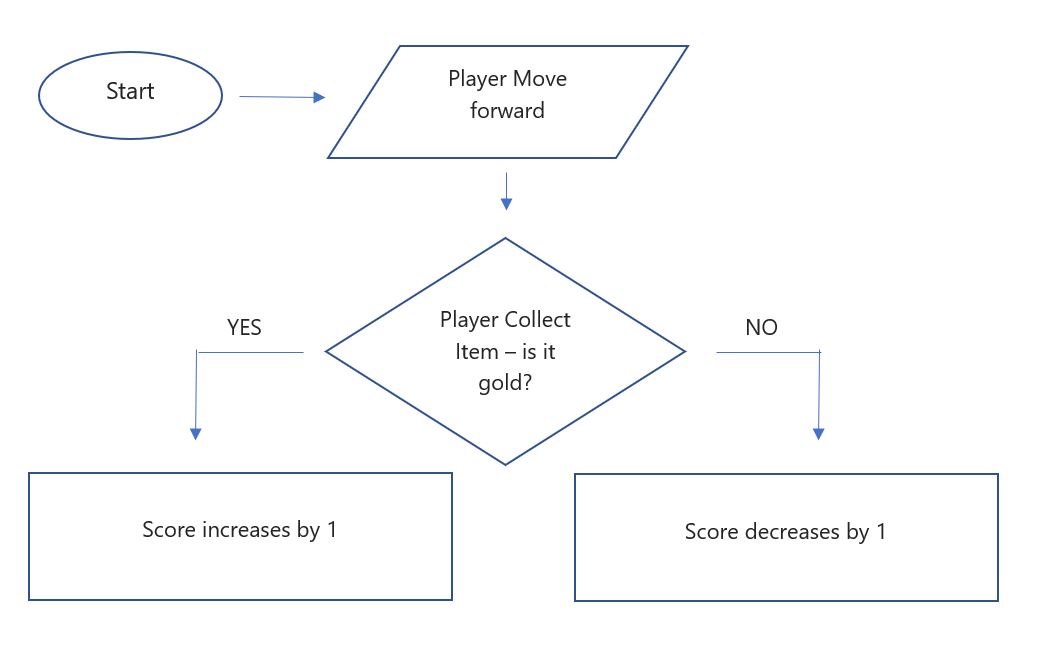 Start
Player Move
forward
Player Collect
Item – is it
gold?
YES
NO
Score increases by 1
Score decreases by 1